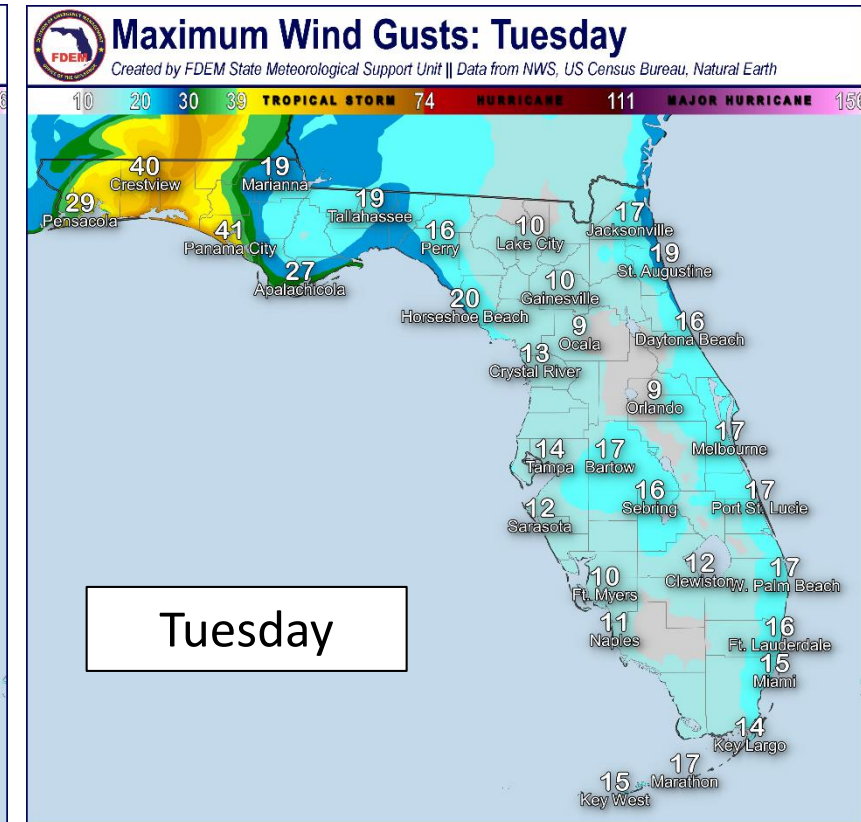 Maximum Wind Gusts: Tuesday
Created by FDEM State Meteorological Support Unit || Data from NWS, US Census Bureau, Natural Earth
FDEM
10 20 30 39 TROPICAL STORM 74 HURRICANE 111 MAJOR HURRICANE 156
40
Crestview
19
Marianna
29
Pensacola
19
Tallahassee
41
Panama City
16
Perry
10
Lake City
17
Jacksonville
27
Apalachicola
19
St. Augustine
20
Horseshoe Beach
10
Gainesville
9
Ocala
16
Daytona Beach
13
Crystal River
9
Orlando
17
Melbourne
14
Tampa
17
Bartow
16
Sebring
17
Port St. Lucie
12
Sarasota
10
Ft. Myers
12
Clewiston
17
W. Palm Beach
11
Naples
16
Ft. Lauderdale
15
Miami
14
Key Largo
17
Marathon
15
Key West
Tuesday